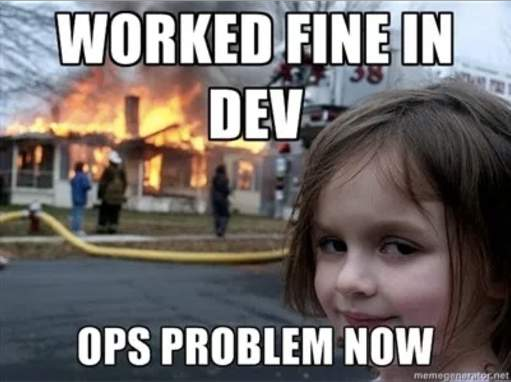 WORKED FINE IN
DEV
38
OPS PROBLEM NOW
memegenerator.net